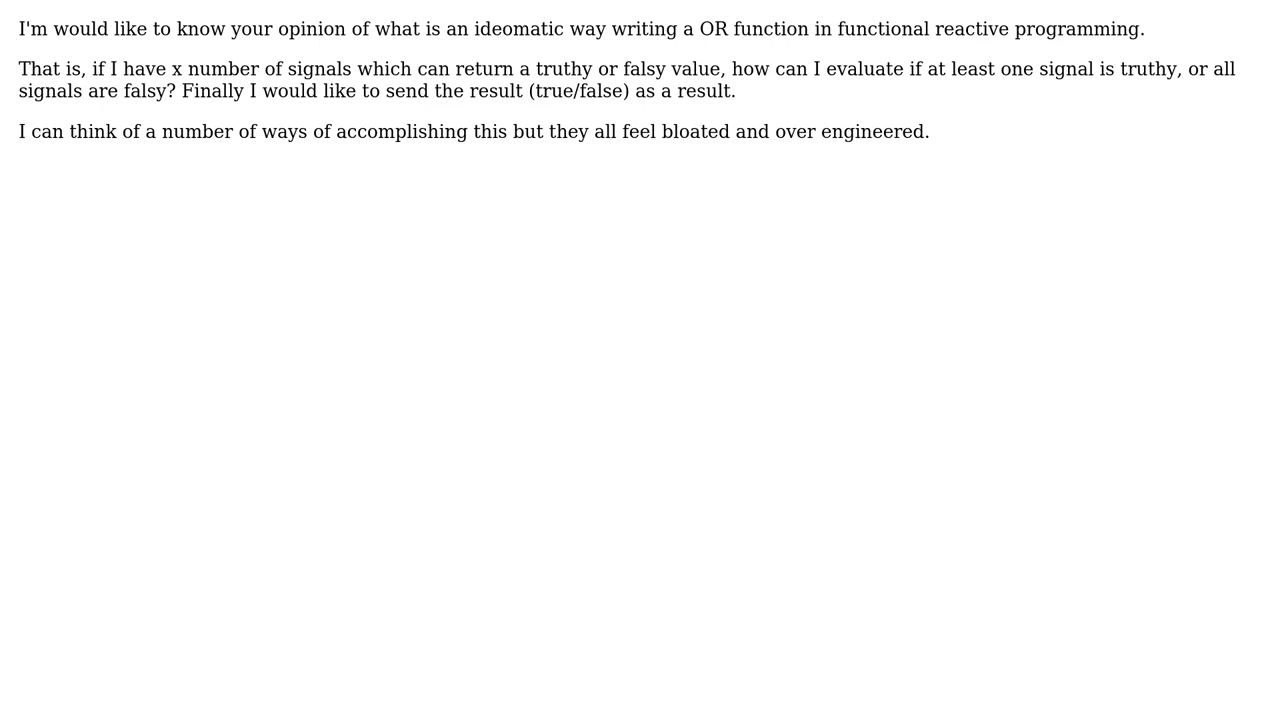 I'm would like to know your opinion of what is an ideomatic way writing a OR function in functional reactive programming.
That is, if I have x number of signals which can return a truthy or falsy value, how can I evaluate if at least one signal is truthy, or all
signals are falsy? Finally I would like to send the result (true/false) as a result.
I can think of a number of ways of accomplishing this but they all feel bloated and over engineered.